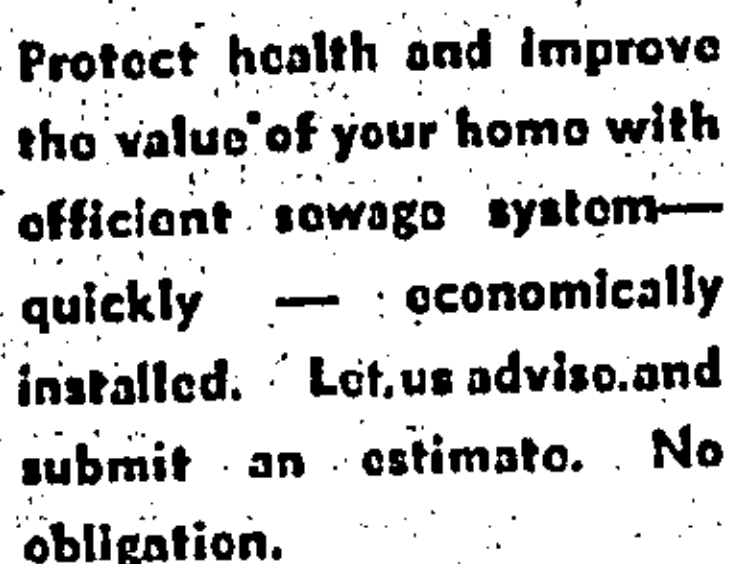 Protect health and improve
the value of your home with
efficient sewage system—
quickly — economically
installed. Let us advise and
submit an estimate. No
obligation.